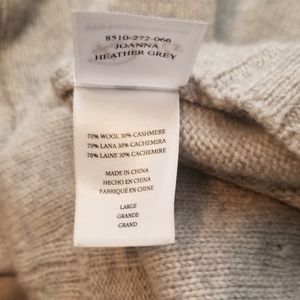 8510-272-066
JOANNA
HEATHER GREY
70% WOOL 30% CASHMERE
70% LANA 30% CACHEMIRA
70% LAINE 30% CACHEMIRE
MADE IN CHINA
HECHO EN CHINA
FABRIQUÉ EN CHINE
LARGE
GRANDE
GRAND